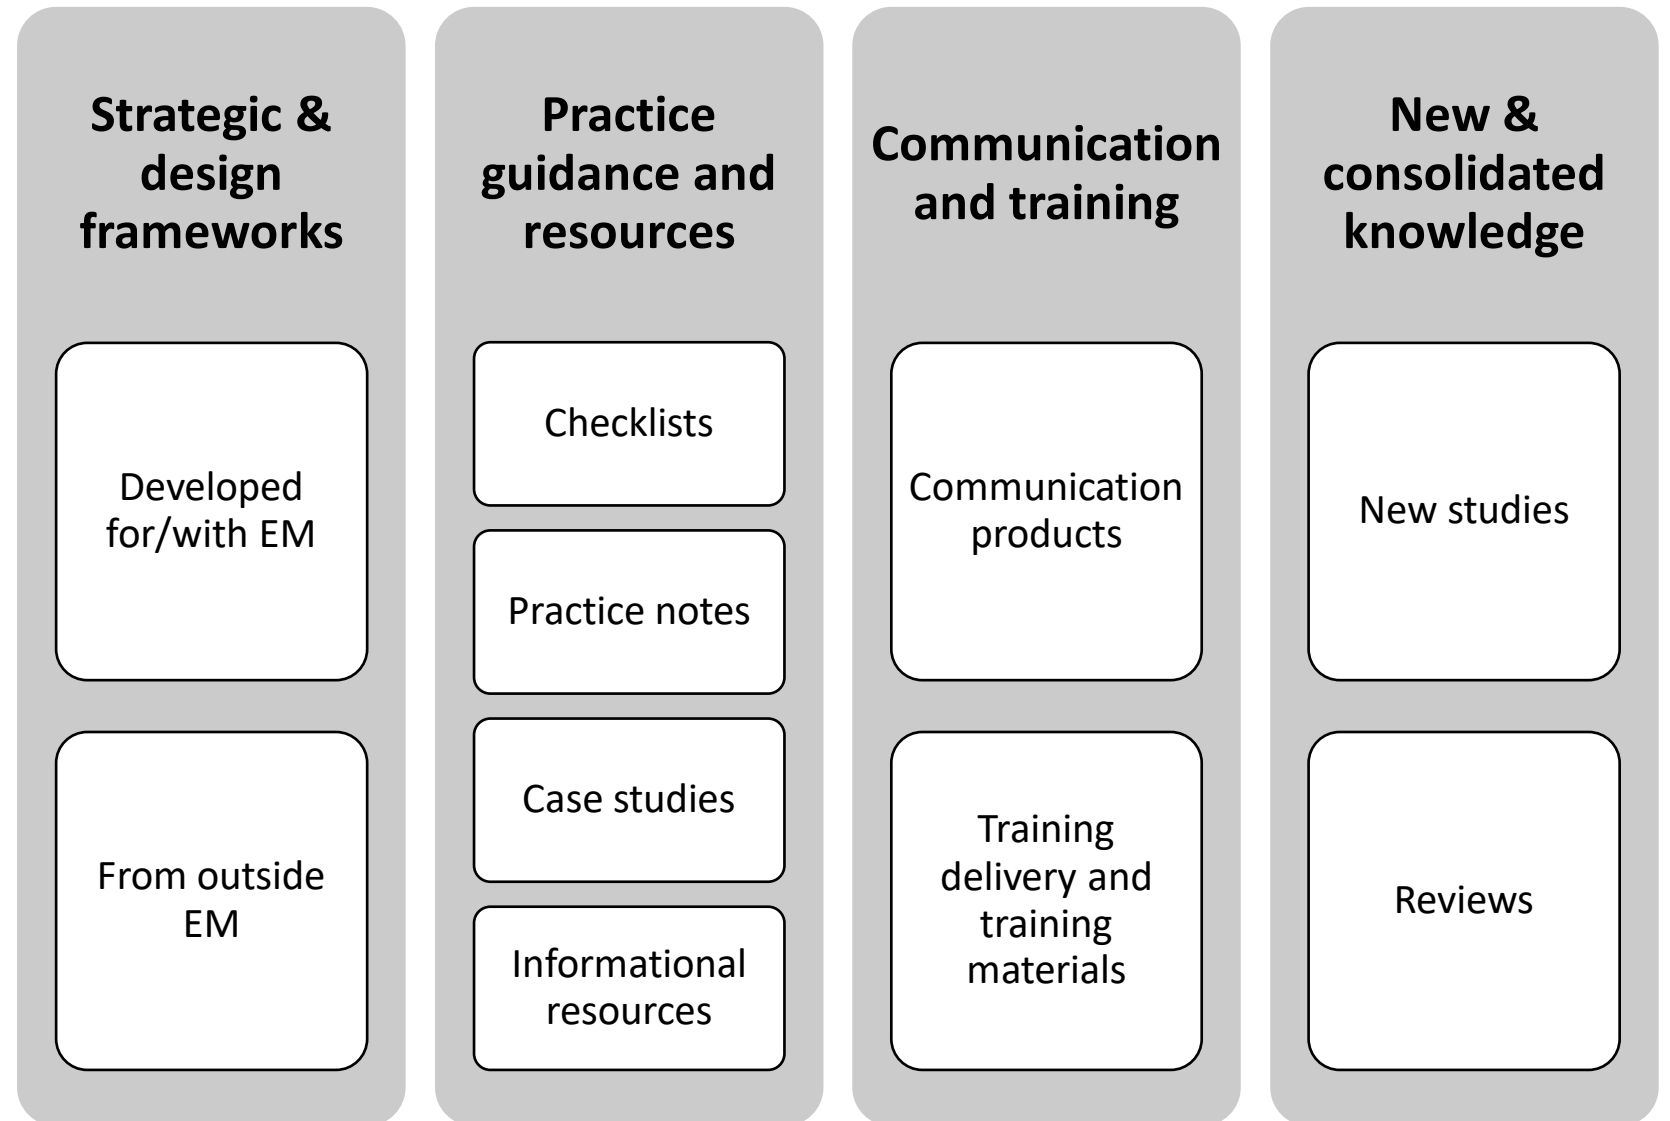 Strategic &
design
frameworks
Developed
for/with EM
From outside
EM
Practice
guidance and
resources
Checklists
Practice notes
Case studies
Informational
resources
Communication
and training
Communication
products
Training
delivery and
training
materials
New &
consolidated
knowledge
New studies
Reviews